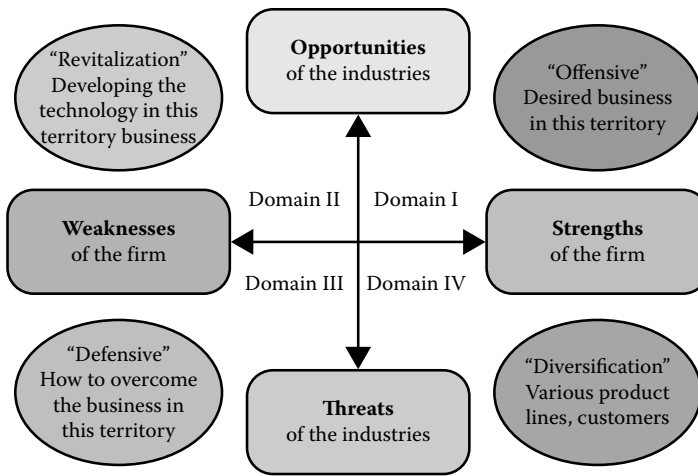 “Revitalization”
Developing the
technology in this
territory business
Opportunities
of the industries
“Offensive”
Desired business
in this territory
Domain II
Domain I
Weaknesses
of the firm
Strengths
of the firm
Domain III
Domain IV
“Defensive”
How to overcome
the business in
this territory
Threats
of the industries
“Diversification”
Various product
lines, customers